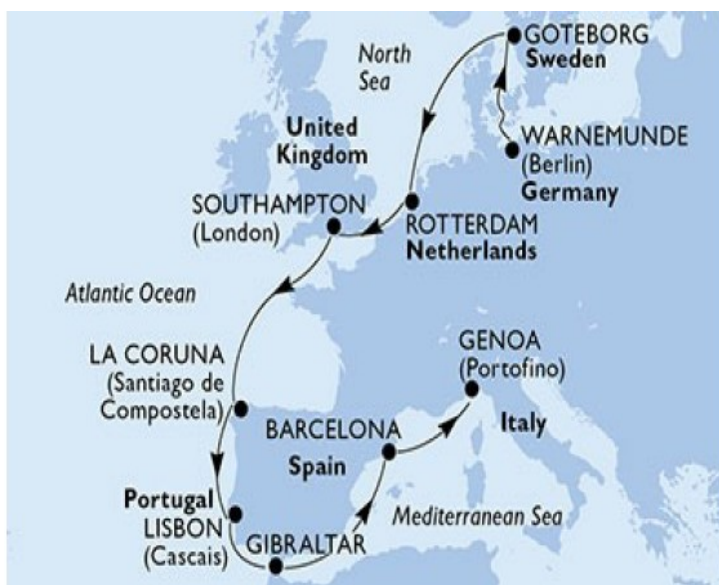 GOTEBORG
Sweden
North
Sea
WARNEMUNDE
(Berlin)
Germany
United
Kingdom
SOUTHAMPTON
(London)
ROTTERDAM
Netherlands
Atlantic Ocean
LA CORUNA
(Santiago de
Compostela)
GENOA
(Portofino)
Italy
BARCELONA
Spain
Portugal
LISBON
(Cascais)
GIBRALTAR
Mediterranean Sea